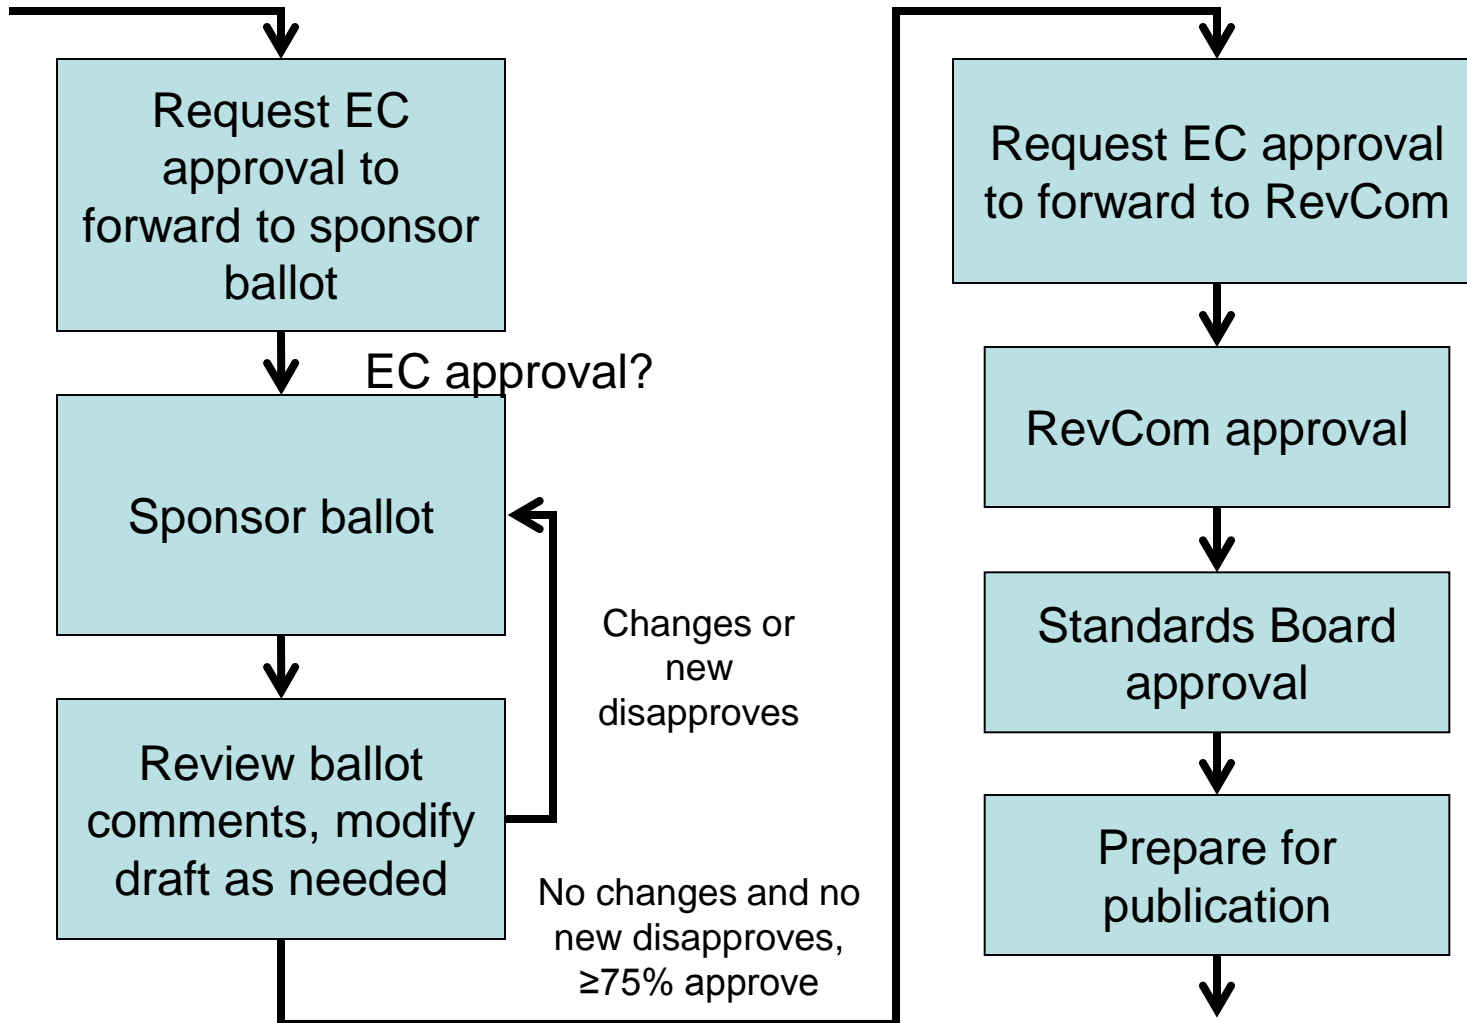 Request EC
approval to
forward to sponsor
ballot
EC approval?
Sponsor ballot
Changes or
new
disapproves
Review ballot
comments, modify
draft as needed
No changes and no
new disapproves,
≥75% approve
Request EC approval
to forward to RevCom
RevCom approval
Standards Board
approval
Prepare for
publication